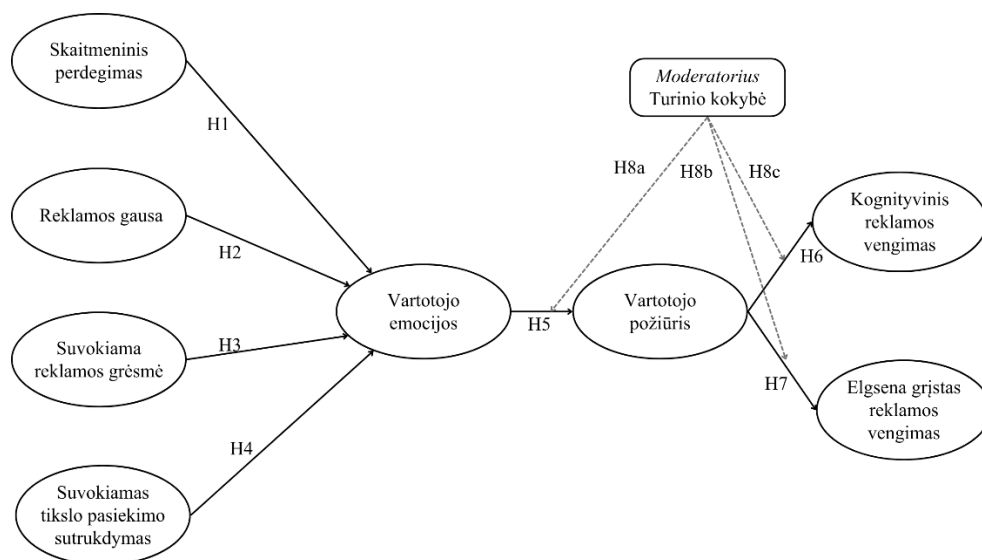 Skaitmeninis
perdegimas
Moderatorius
Turinio kokybė
H1
H8a
H8b
H8c
Reklamos gausa
Kognityvinis
reklamos
vengimas
H2
H6
Vartotojo
emocijos
H5
Vartotojo
požiūris
Suvokiama
reklamos grėsmė
H3
H7
Elgsena grįstas
reklamos
vengimas
H4
Suvokiamas
tikslo pasiekimo
sutrukdymas